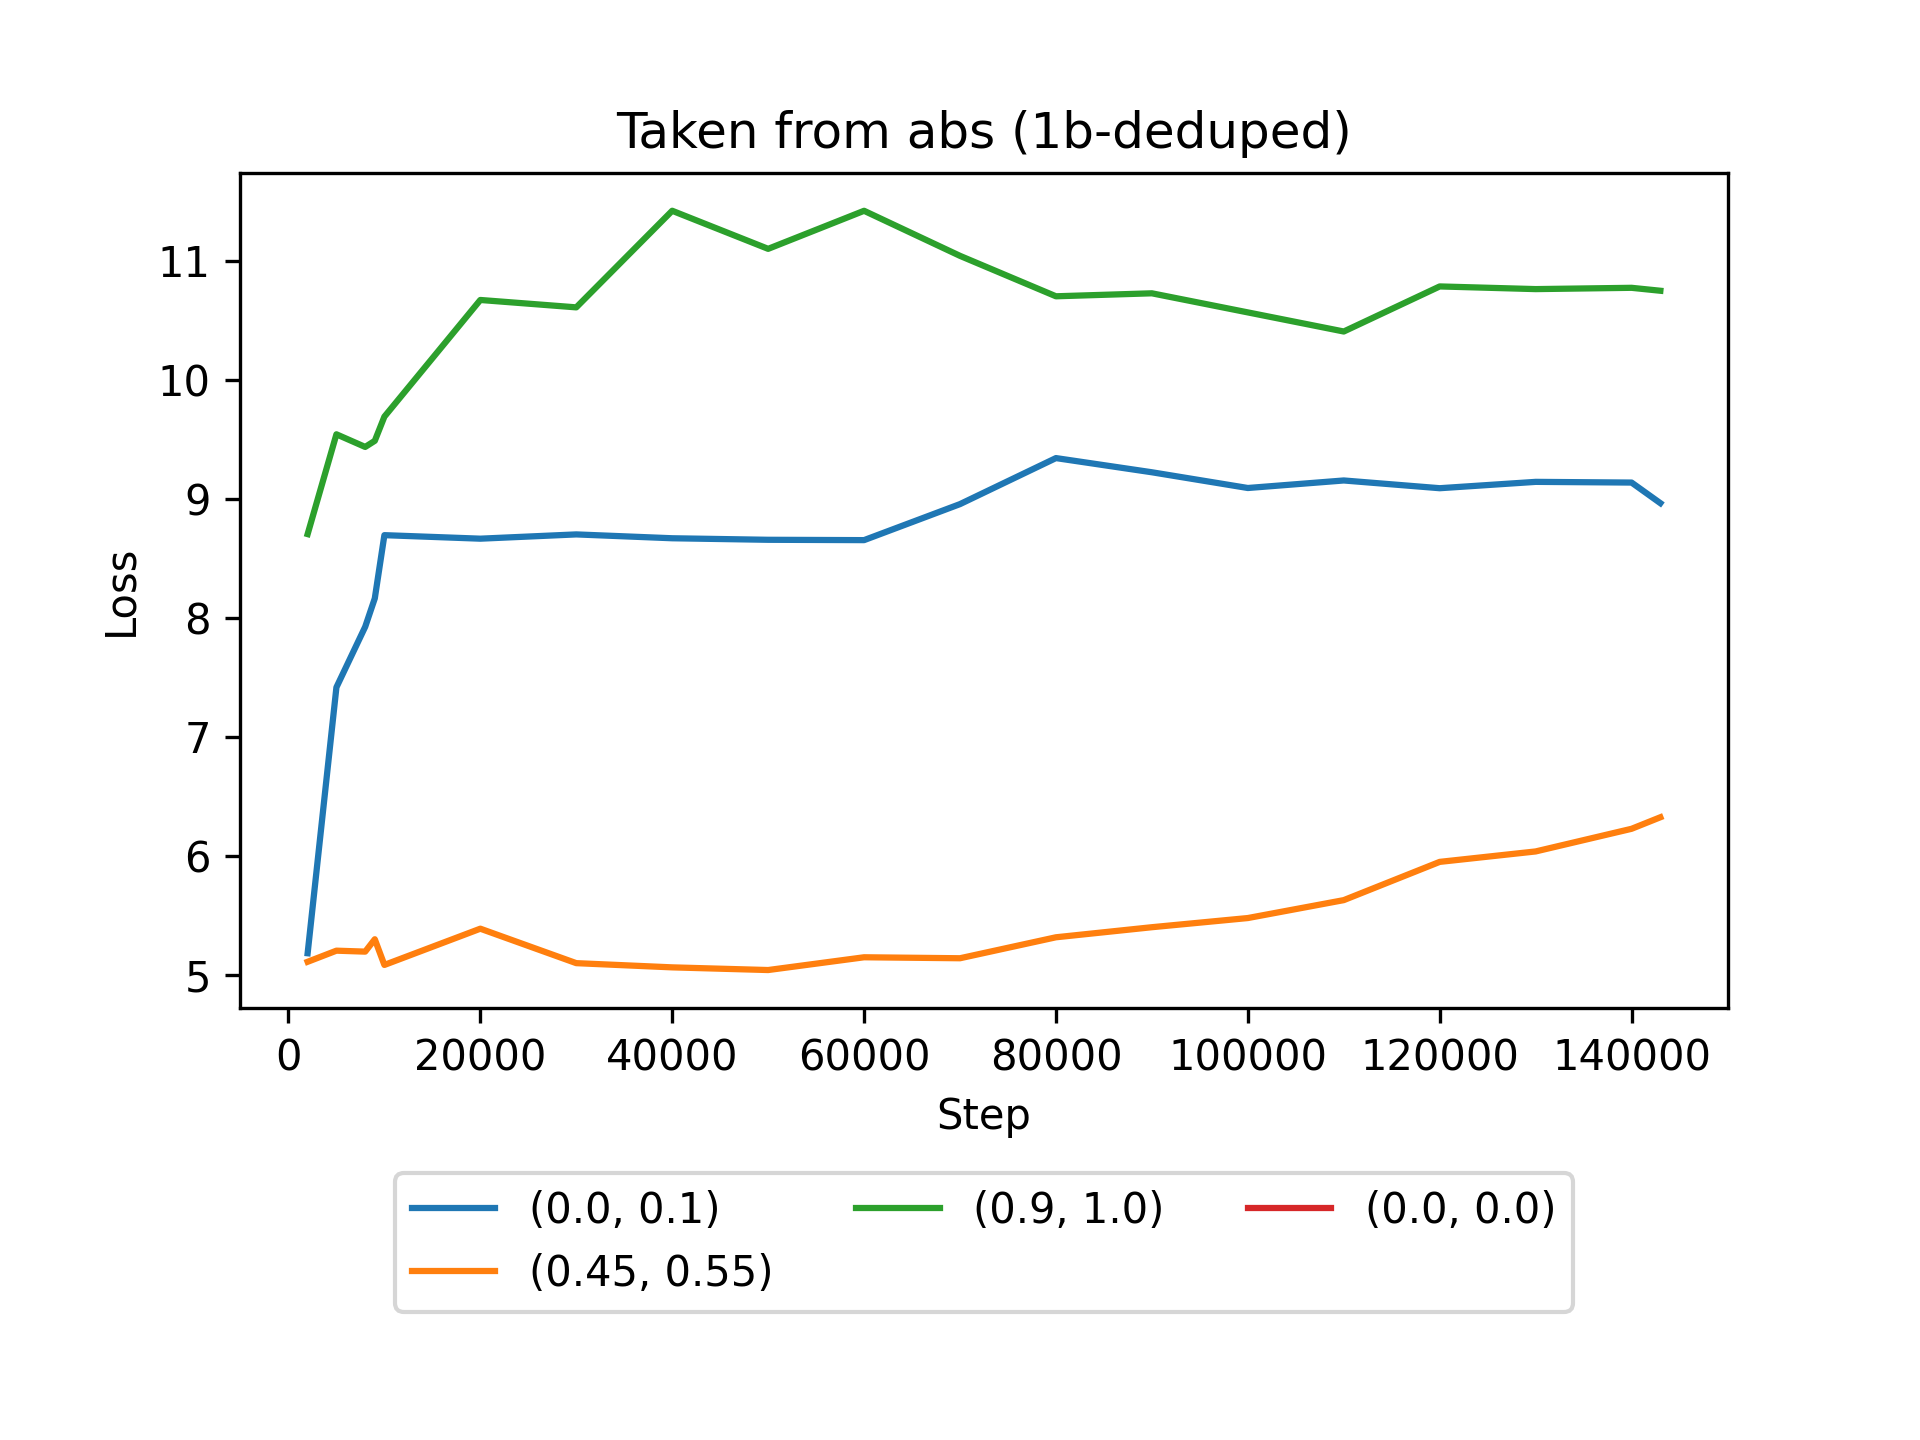 Taken from abs (1b-deduped)
11
10
9
8
7
6
5
Loss
0 20000 40000 60000 80000 100000 120000 140000
Step
(0.0, 0.1) (0.9, 1.0) (0.0, 0.0)
(0.45, 0.55)